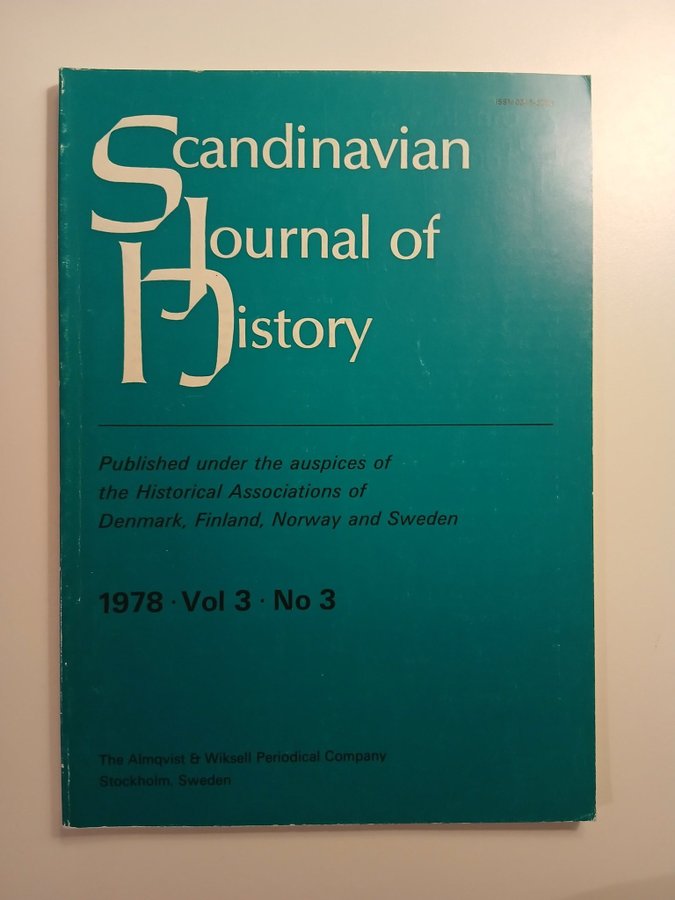 Scandinavian
Journal of
History
Published under the auspices of
the Historical Associations of
Denmark, Finland, Norway and Sweden
1978 · Vol 3 · No 3
The Almqvist & Wiksell Periodical Company
Stockholm, Sweden